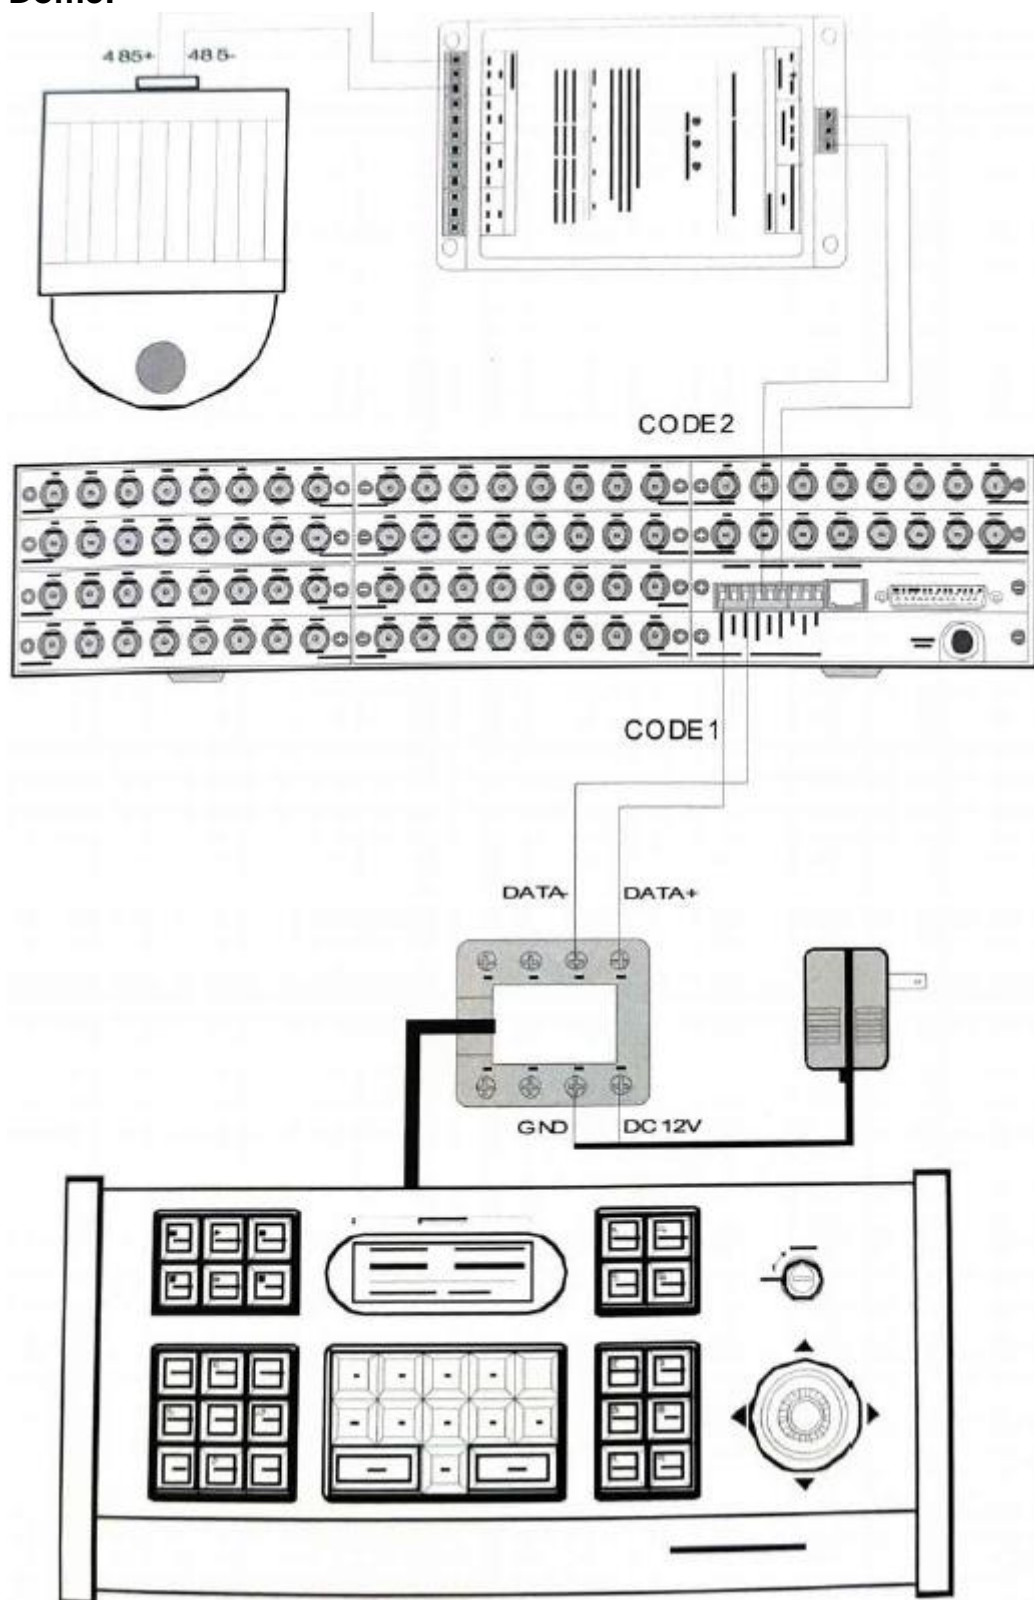 Dome.
485+ 485-
CODE2
CODE1
DATA- DATA+
GND DC12V